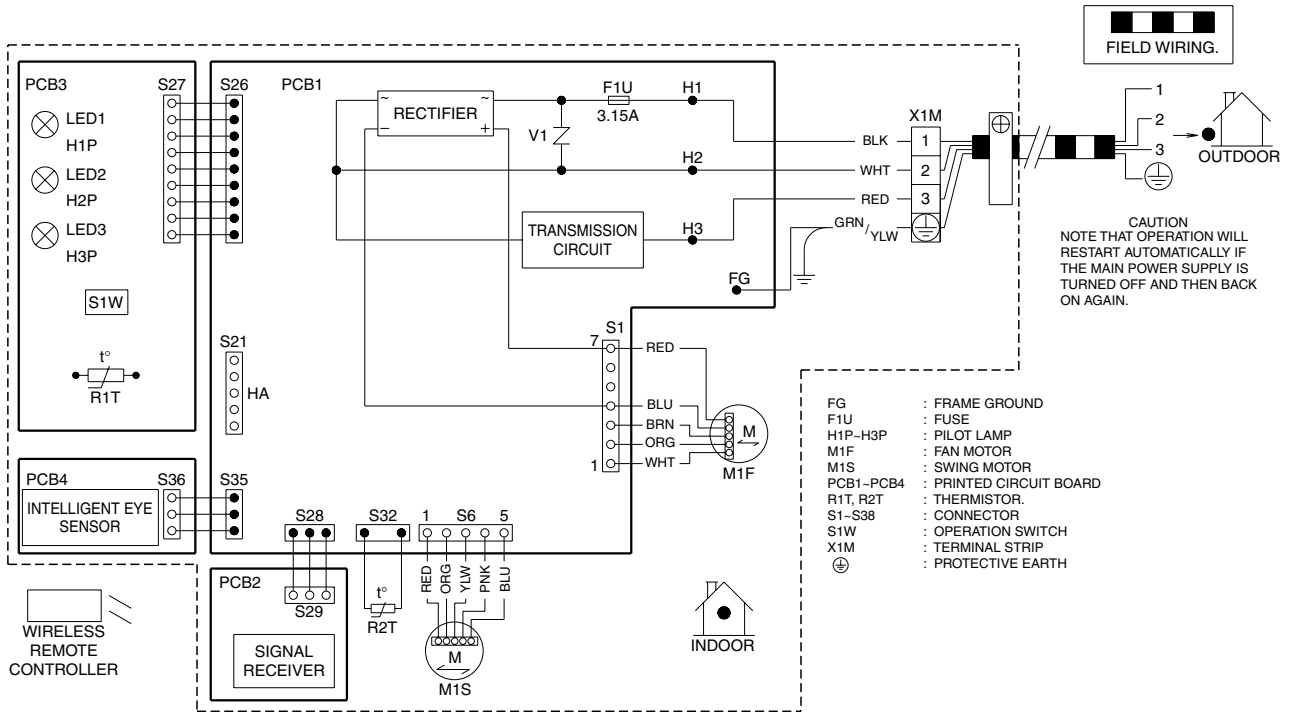 FIELD WIRING.
PCB3
S27
S26
PCB1
LED1
H1P
LED2
H2P
LED3
H3P
S1W
t°
R1T
~
RECTIFIER
~
−
+
V1
F1U
3.15A
H1
H2
TRANSMISSION
CIRCUIT
H3
FG
BLK
WHT
RED
GRN/YLW
X1M
1
2
3
1
2
3
OUTDOOR
CAUTION
NOTE THAT OPERATION WILL
RESTART AUTOMATICALLY IF
THE MAIN POWER SUPPLY IS
TURNED OFF AND THEN BACK
ON AGAIN.
S21
HA
S1
7
1
RED
BLU
BRN
ORG
WHT
M
M1F
PCB4
S36
S35
INTELLIGENT EYE
SENSOR
S28
S32
1 S6 5
RED
ORG
YLW
PNK
BLU
PCB2
S29
SIGNAL
RECEIVER
t°
R2T
M
M1S
WIRELESS
REMOTE
CONTROLLER
INDOOR
FG : FRAME GROUND
F1U : FUSE
H1P~H3P : PILOT LAMP
M1F : FAN MOTOR
M1S : SWING MOTOR
PCB1~PCB4 : PRINTED CIRCUIT BOARD
R1T, R2T : THERMISTOR.
S1~S38 : CONNECTOR
S1W : OPERATION SWITCH
X1M : TERMINAL STRIP
: PROTECTIVE EARTH